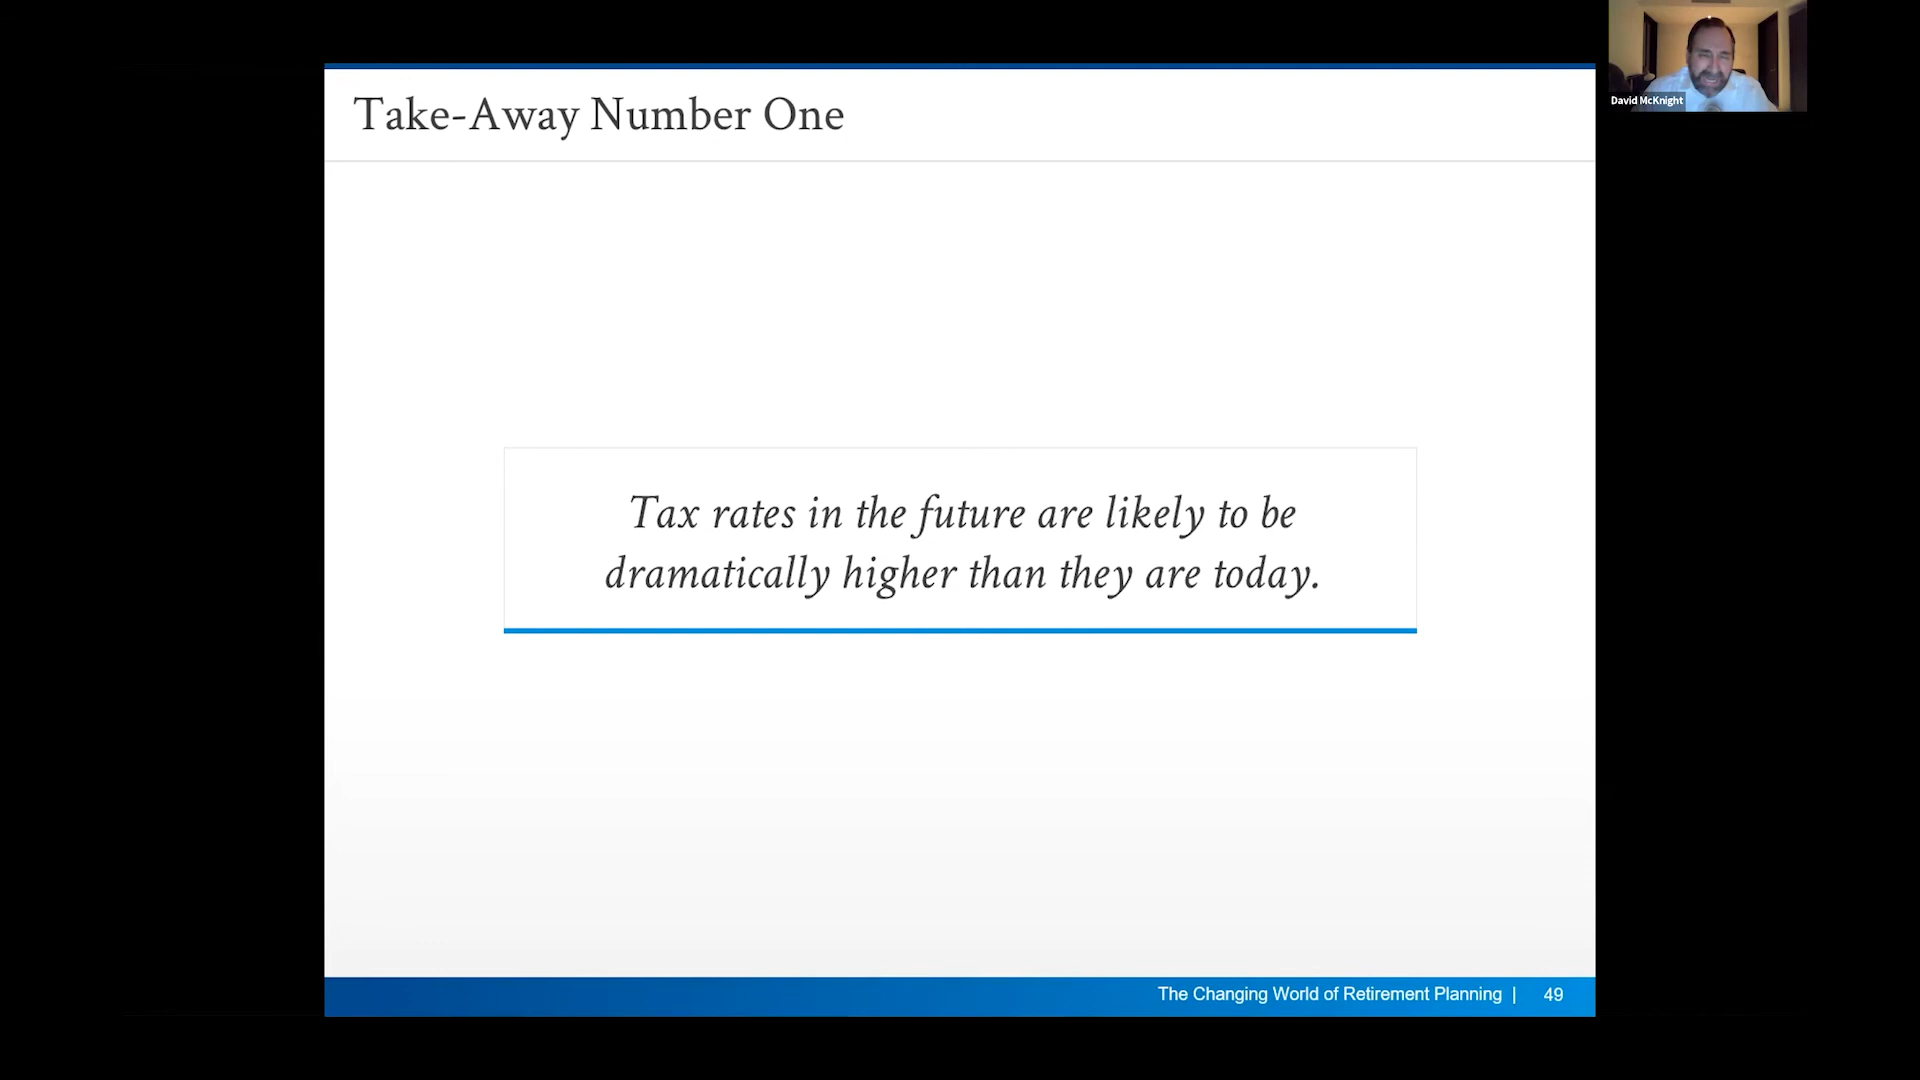 Take-Away Number One
David McKnight
Tax rates in the future are likely to be
dramatically higher than they are today.
The Changing World of Retirement Planning | 49